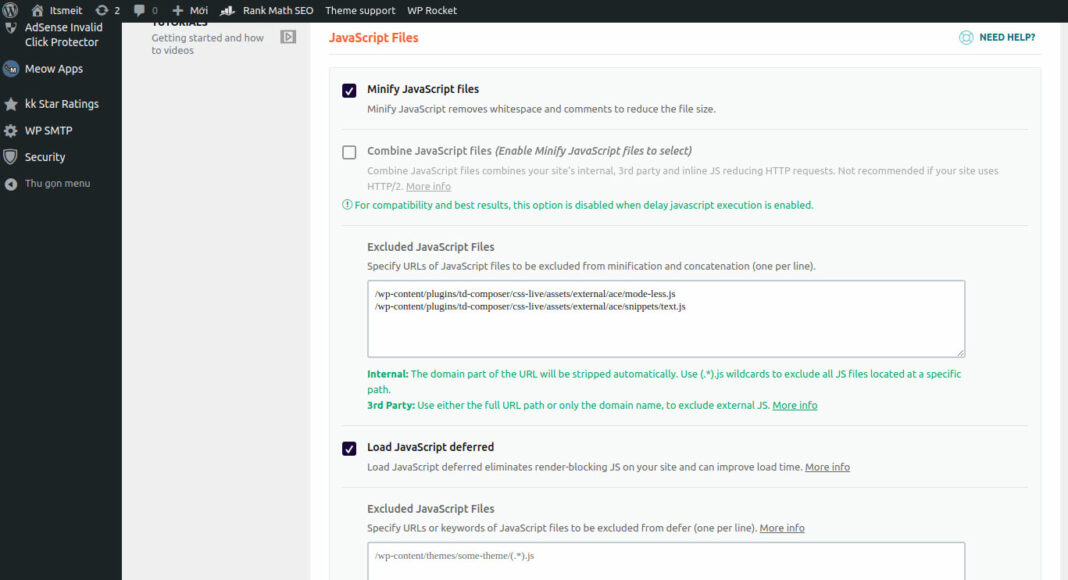 Itsmeit 2 0 Mới Rank Math SEO Theme support WP Rocket
AdSense Invalid
Click Protector
Meow Apps
kk Star Ratings
WP SMTP
Security
Thu gọn menu
TUTORIALS
Getting started and how
to videos
JavaScript Files
NEED HELP?
Minify JavaScript files
Minify JavaScript removes whitespace and comments to reduce the file size.
Combine JavaScript files (Enable Minify JavaScript files to select)
Combine JavaScript files combines your site's internal, 3rd party and inline JS reducing HTTP requests. Not recommended if your site uses
HTTP/2. More info
For compatibility and best results, this option is disabled when delay javascript execution is enabled.
Excluded JavaScript Files
Specify URLs of JavaScript files to be excluded from minification and concatenation (one per line).
/wp-content/plugins/td-composer/css-live/assets/external/ace/mode-less.js
/wp-content/plugins/td-composer/css-live/assets/external/ace/snippets/text.js
Internal: The domain part of the URL will be stripped automatically. Use (.*).js wildcards to exclude all JS files located at a specific
path.
3rd Party: Use either the full URL path or only the domain name, to exclude external JS. More info
Load JavaScript deferred
Load JavaScript deferred eliminates render-blocking JS on your site and can improve load time. More info
Excluded JavaScript Files
Specify URLs or keywords of JavaScript files to be excluded from defer (one per line). More info
/wp-content/themes/some-theme/(.*).js